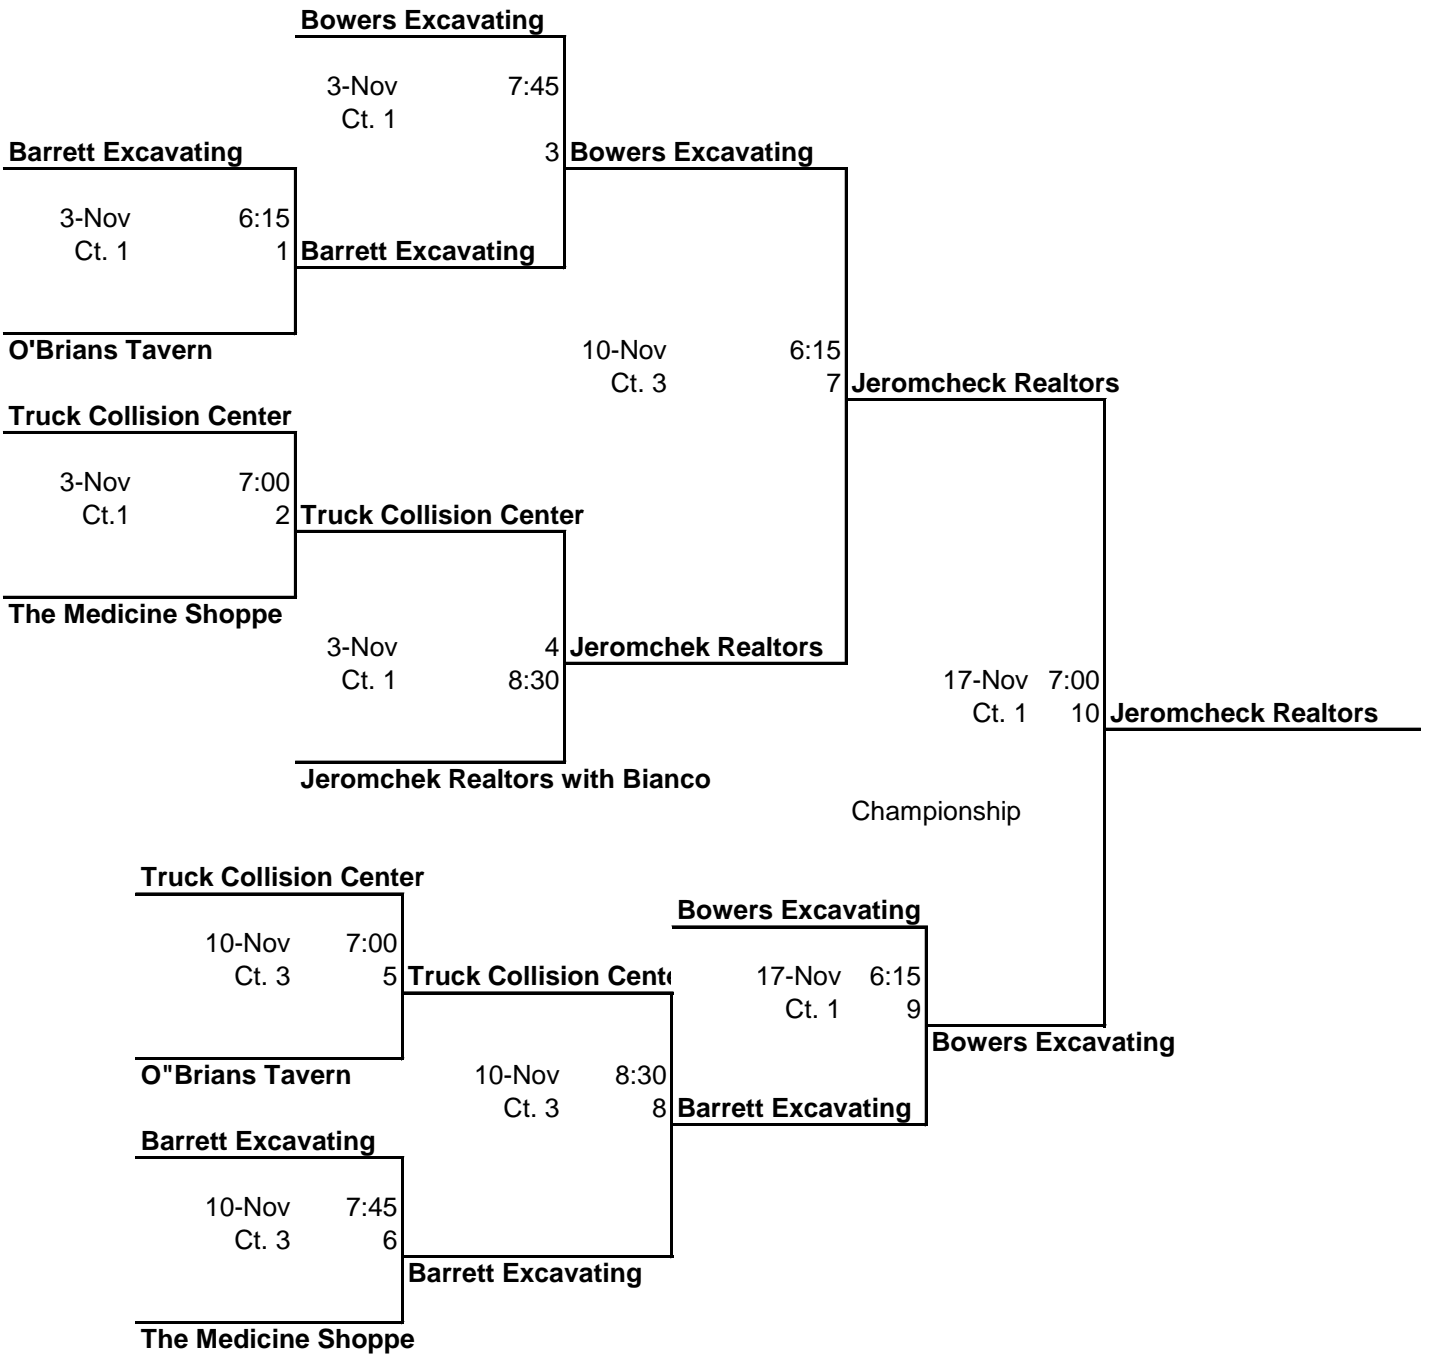 Bowers Excavating
3-Nov 7:45
Ct. 1
Barrett Excavating
3 Bowers Excavating
3-Nov 6:15
Ct. 1 1 Barrett Excavating
O'Brians Tavern
10-Nov 6:15
Ct. 3 7 Jeromcheck Realtors
Truck Collision Center
3-Nov 7:00
Ct.1 2 Truck Collision Center
The Medicine Shoppe
3-Nov 4 Jeromchek Realtors
Ct. 1 8:30
17-Nov 7:00
Ct. 1 10 Jeromcheck Realtors
Jeromchek Realtors with Bianco
Championship
Truck Collision Center
Bowers Excavating
10-Nov 7:00
Ct. 3 5 Truck Collision Cente
17-Nov 6:15
Ct. 1 9
Bowers Excavating
O"Brians Tavern
10-Nov 8:30
Ct. 3 8 Barrett Excavating
Barrett Excavating
10-Nov 7:45
Ct. 3 6
Barrett Excavating
The Medicine Shoppe